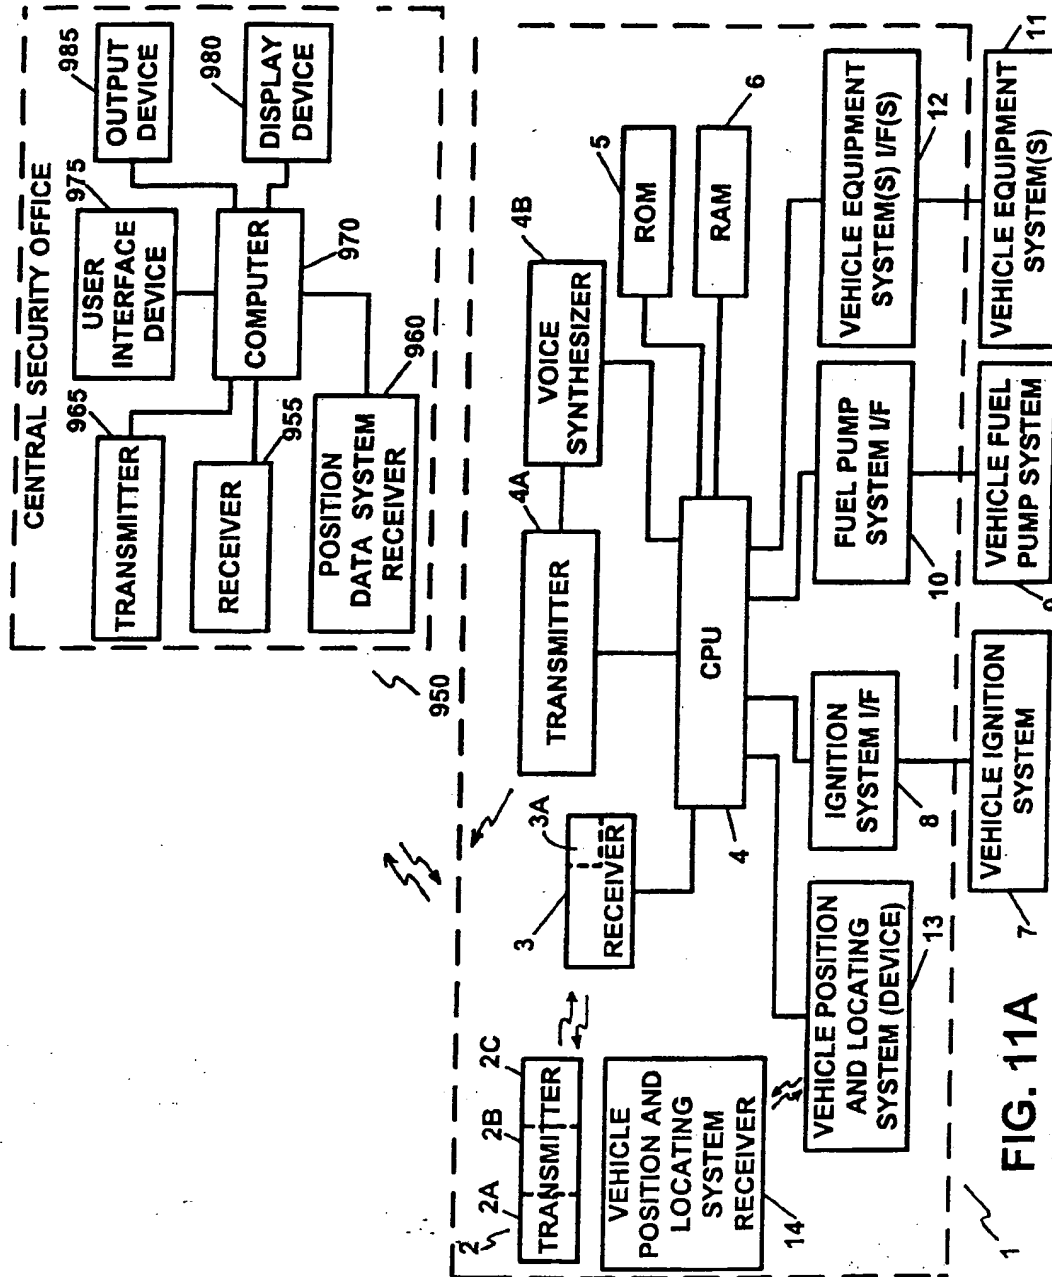 CENTRAL SECURITY OFFICE
965
TRANSMITTER
975
USER
INTERFACE
DEVICE
985
OUTPUT
DEVICE
955
RECEIVER
COMPUTER
970
980
DISPLAY
DEVICE
960
POSITION
DATA SYSTEM
RECEIVER
950
2
2A
2B
2C
TRANSMITTER
3
3A
RECEIVER
4A
TRANSMITTER
4B
VOICE
SYNTHESIZER
5
ROM
6
RAM
VEHICLE
POSITION AND
LOCATING
SYSTEM
RECEIVER
14
4
CPU
VEHICLE POSITION
AND LOCATING
SYSTEM (DEVICE)
13
IGNITION
SYSTEM I/F
8
FUEL PUMP
SYSTEM I/F
10
VEHICLE EQUIPMENT
SYSTEM(S) I/F(S)
12
1
7
VEHICLE IGNITION
SYSTEM
9
VEHICLE FUEL
PUMP SYSTEM
VEHICLE EQUIPMENT
SYSTEM(S)
11
FIG. 11A